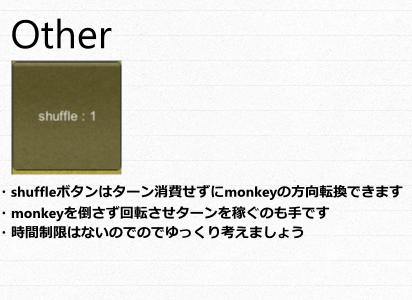 Other
shuffle : 1
・shuffleボタンはターン消費せずにmonkeyの方向転換できます
・monkeyを倒さず回転させターンを稼ぐのも手です
・時間制限はないのでのでゆっくり考えましょう